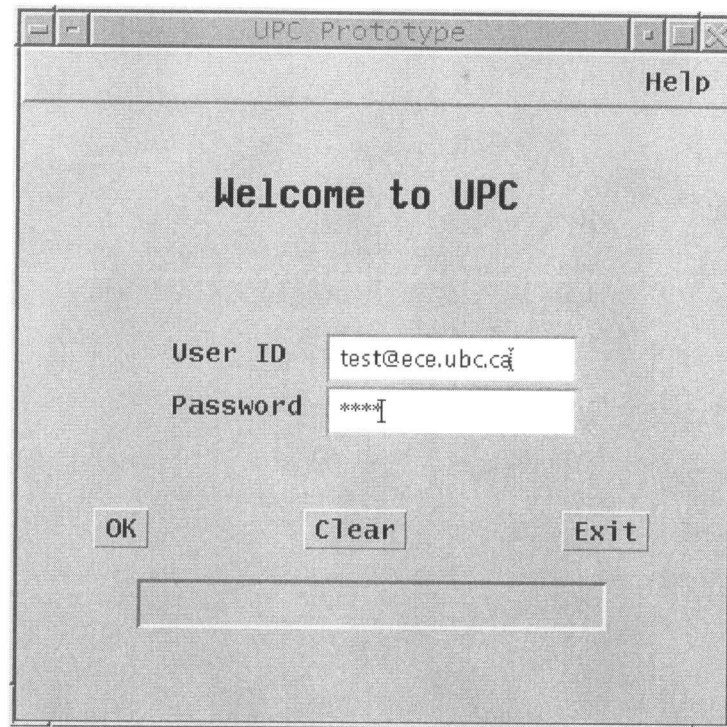 UPC Prototype
Help
Welcome to UPC
User ID test@ece.ubc.ca
Password ****
OK Clear Exit